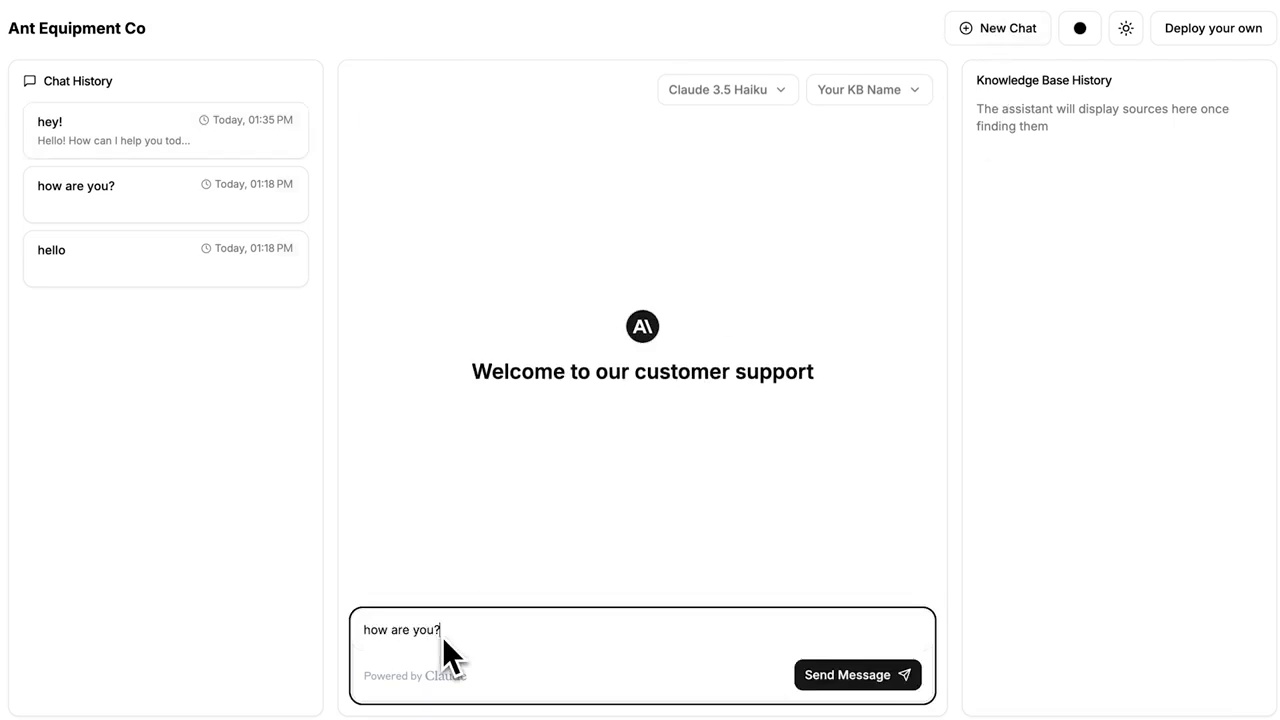 Ant Equipment Co
New Chat
Deploy your own
Chat History
hey!
Today, 01:35 PM
Hello! How can I help you tod...
how are you?
Today, 01:18 PM
hello
Today, 01:18 PM
Claude 3.5 Haiku
Your KB Name
A\
Welcome to our customer support
how are you?
Powered by Claude
Send Message
Knowledge Base History
The assistant will display sources here once
finding them